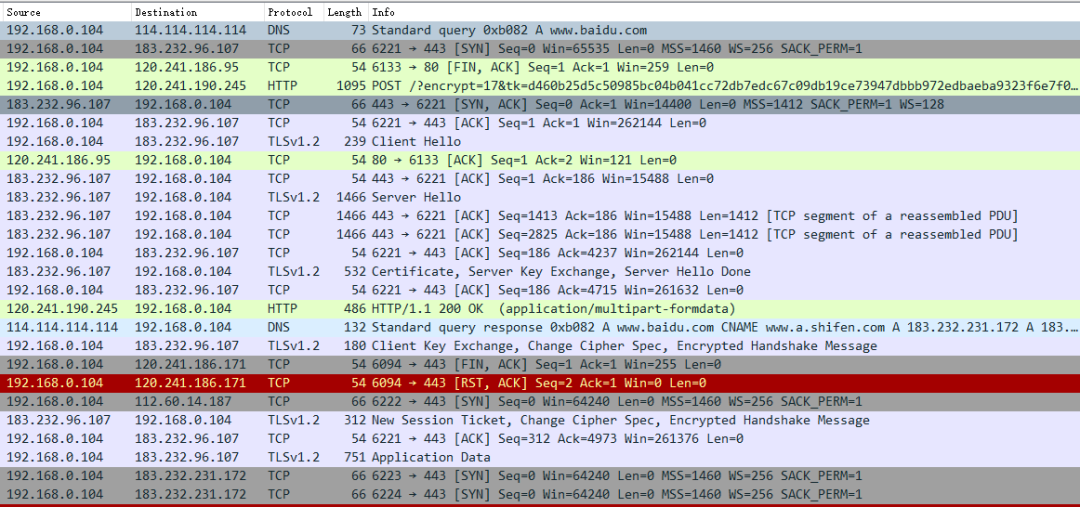 Source Destination Protocol Length Info
192.168.0.104 114.114.114.114 DNS 73 Standard query 0xb082 A www.baidu.com
192.168.0.104 183.232.96.107 TCP 66 6221 → 443 [SYN] Seq=0 Win=65535 Len=0 MSS=1460 WS=256 SACK_PERM=1
192.168.0.104 120.241.186.95 TCP 54 6133 → 80 [FIN, ACK] Seq=1 Ack=1 Win=259 Len=0
192.168.0.104 120.241.190.245 HTTP 1095 POST /?encrypt=17&tk=d460b25d5c50985bc04b041cc72db7edc67c09db19ce73947dbbb972edbaeba9323f6e7f0…
183.232.96.107 192.168.0.104 TCP 66 443 → 6221 [SYN, ACK] Seq=0 Ack=1 Win=14400 Len=0 MSS=1412 SACK_PERM=1 WS=128
192.168.0.104 183.232.96.107 TCP 54 6221 → 443 [ACK] Seq=1 Ack=1 Win=262144 Len=0
192.168.0.104 183.232.96.107 TLSv1.2 239 Client Hello
120.241.186.95 192.168.0.104 TCP 54 80 → 6133 [ACK] Seq=1 Ack=2 Win=121 Len=0
183.232.96.107 192.168.0.104 TCP 54 443 → 6221 [ACK] Seq=1 Ack=186 Win=15488 Len=0
183.232.96.107 192.168.0.104 TLSv1.2 1466 Server Hello
183.232.96.107 192.168.0.104 TCP 1466 443 → 6221 [ACK] Seq=1413 Ack=186 Win=15488 Len=1412 [TCP segment of a reassembled PDU]
183.232.96.107 192.168.0.104 TCP 1466 443 → 6221 [ACK] Seq=2825 Ack=186 Win=15488 Len=1412 [TCP segment of a reassembled PDU]
192.168.0.104 183.232.96.107 TCP 54 6221 → 443 [ACK] Seq=186 Ack=4237 Win=262144 Len=0
183.232.96.107 192.168.0.104 TLSv1.2 532 Certificate, Server Key Exchange, Server Hello Done
192.168.0.104 183.232.96.107 TCP 54 6221 → 443 [ACK] Seq=186 Ack=4715 Win=261632 Len=0
120.241.190.245 192.168.0.104 HTTP 486 HTTP/1.1 200 OK (application/multipart-formdata)
114.114.114.114 192.168.0.104 DNS 132 Standard query response 0xb082 A www.baidu.com CNAME www.a.shifen.com A 183.232.231.172 A 183.…
192.168.0.104 183.232.96.107 TLSv1.2 180 Client Key Exchange, Change Cipher Spec, Encrypted Handshake Message
192.168.0.104 120.241.186.171 TCP 54 6094 → 443 [FIN, ACK] Seq=1 Ack=1 Win=255 Len=0
192.168.0.104 120.241.186.171 TCP 54 6094 → 443 [RST, ACK] Seq=2 Ack=1 Win=0 Len=0
192.168.0.104 112.60.14.187 TCP 66 6222 → 443 [SYN] Seq=0 Win=64240 Len=0 MSS=1460 WS=256 SACK_PERM=1
183.232.96.107 192.168.0.104 TLSv1.2 312 New Session Ticket, Change Cipher Spec, Encrypted Handshake Message
192.168.0.104 183.232.96.107 TCP 54 6221 → 443 [ACK] Seq=312 Ack=4973 Win=261376 Len=0
192.168.0.104 183.232.96.107 TLSv1.2 751 Application Data
192.168.0.104 183.232.231.172 TCP 66 6223 → 443 [SYN] Seq=0 Win=64240 Len=0 MSS=1460 WS=256 SACK_PERM=1
192.168.0.104 183.232.231.172 TCP 66 6224 → 443 [SYN] Seq=0 Win=64240 Len=0 MSS=1460 WS=256 SACK_PERM=1